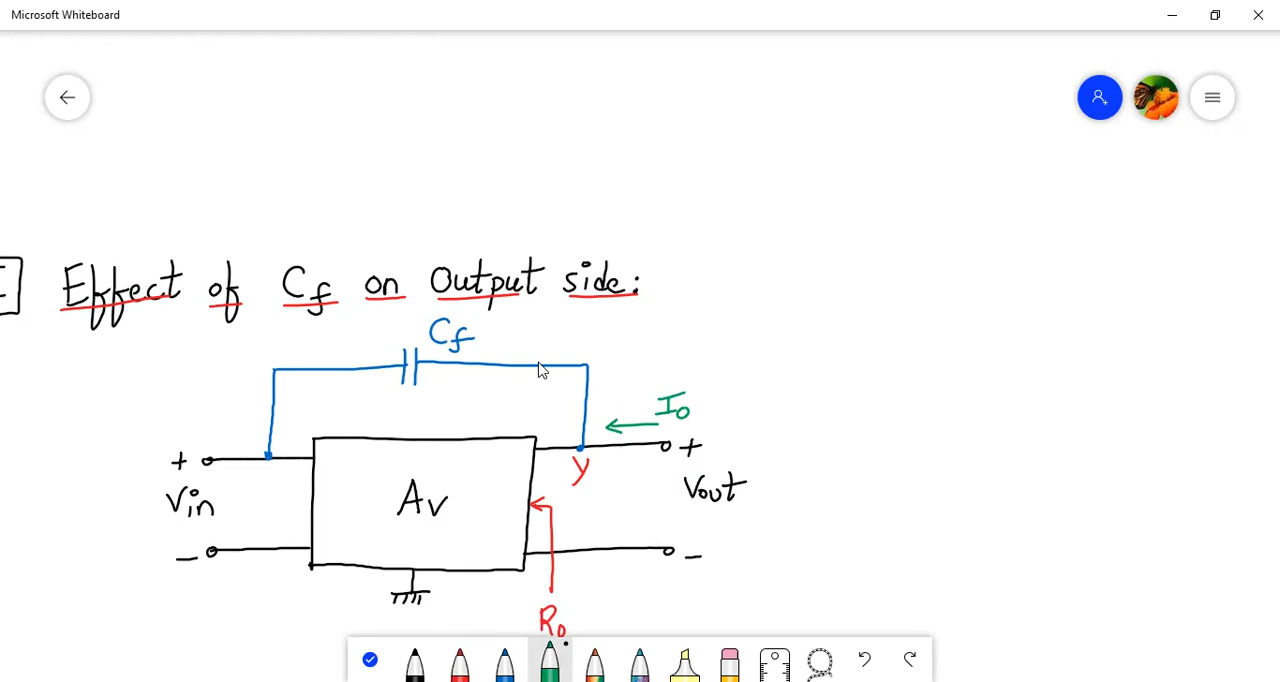 Microsoft Whiteboard
Effect of Cf on Output side:
Cf
Io
+ +
y
Vin Av Vout
- -
Ro